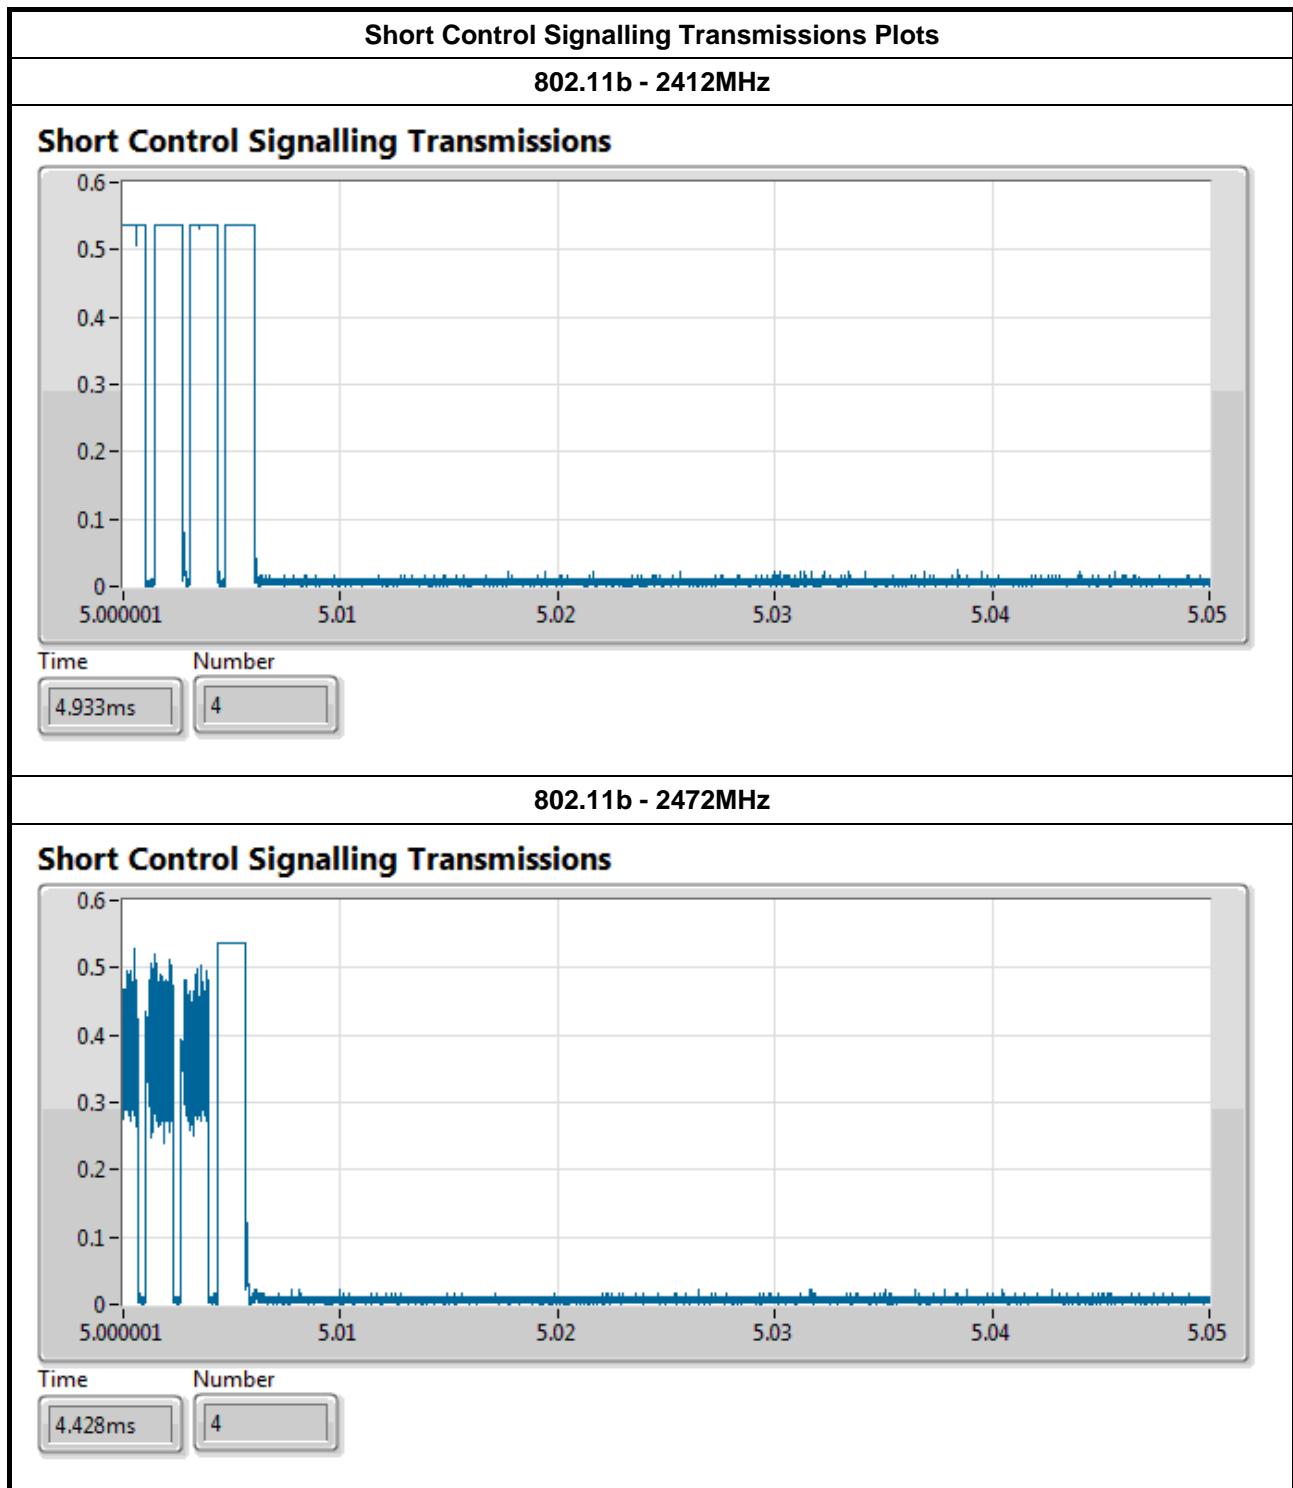 Short Control Signalling Transmissions Plots
802.11b - 2412MHz
Short Control Signalling Transmissions
0.6
0.5
0.4
0.3
0.2
0.1
0
5.000001 5.01 5.02 5.03 5.04 5.05
Time Number
4.933ms 4
802.11b - 2472MHz
Short Control Signalling Transmissions
0.6
0.5
0.4
0.3
0.2
0.1
0
5.000001 5.01 5.02 5.03 5.04 5.05
Time Number
4.428ms 4